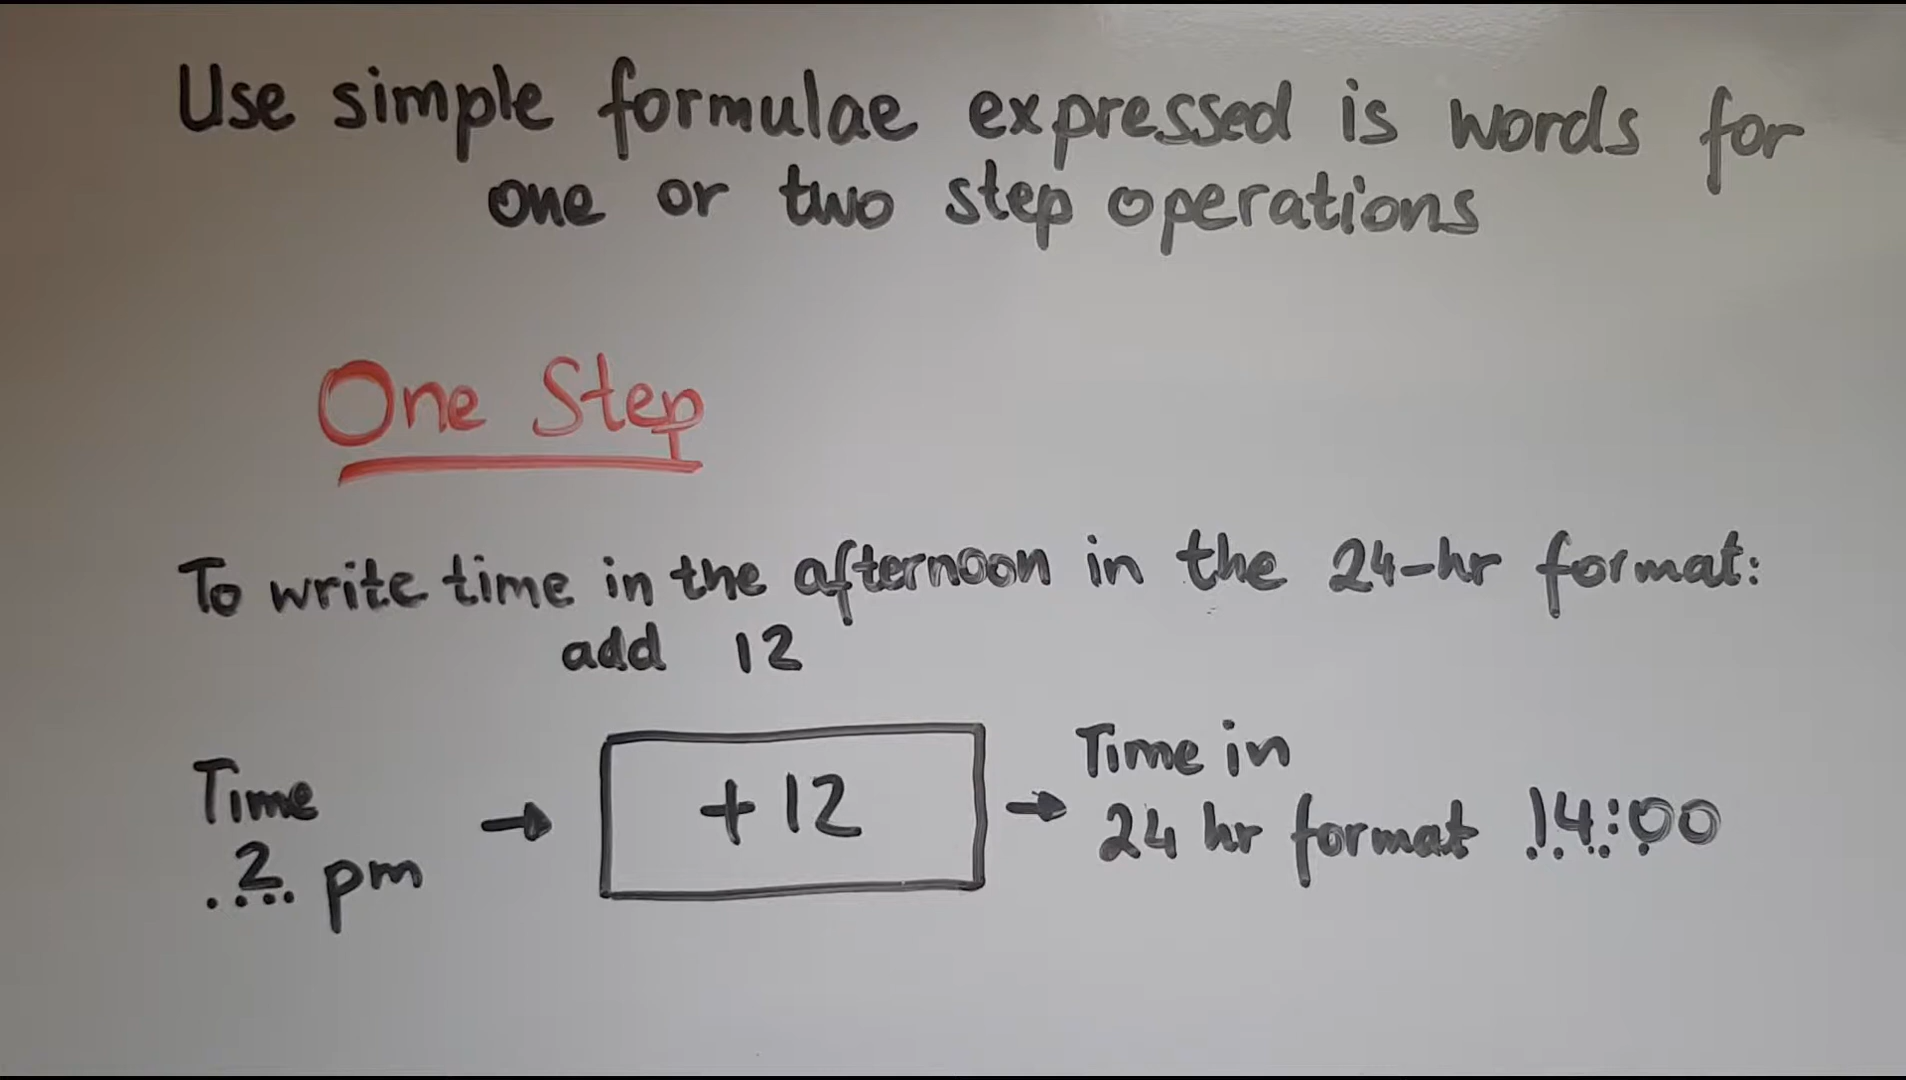 Use simple formulae expressed is words for
one or two step operations
One Step
To write time in the afternoon in the 24-hr format:
add 12
Time
2 pm
→
+12
→
Time in
24 hr format 14:00